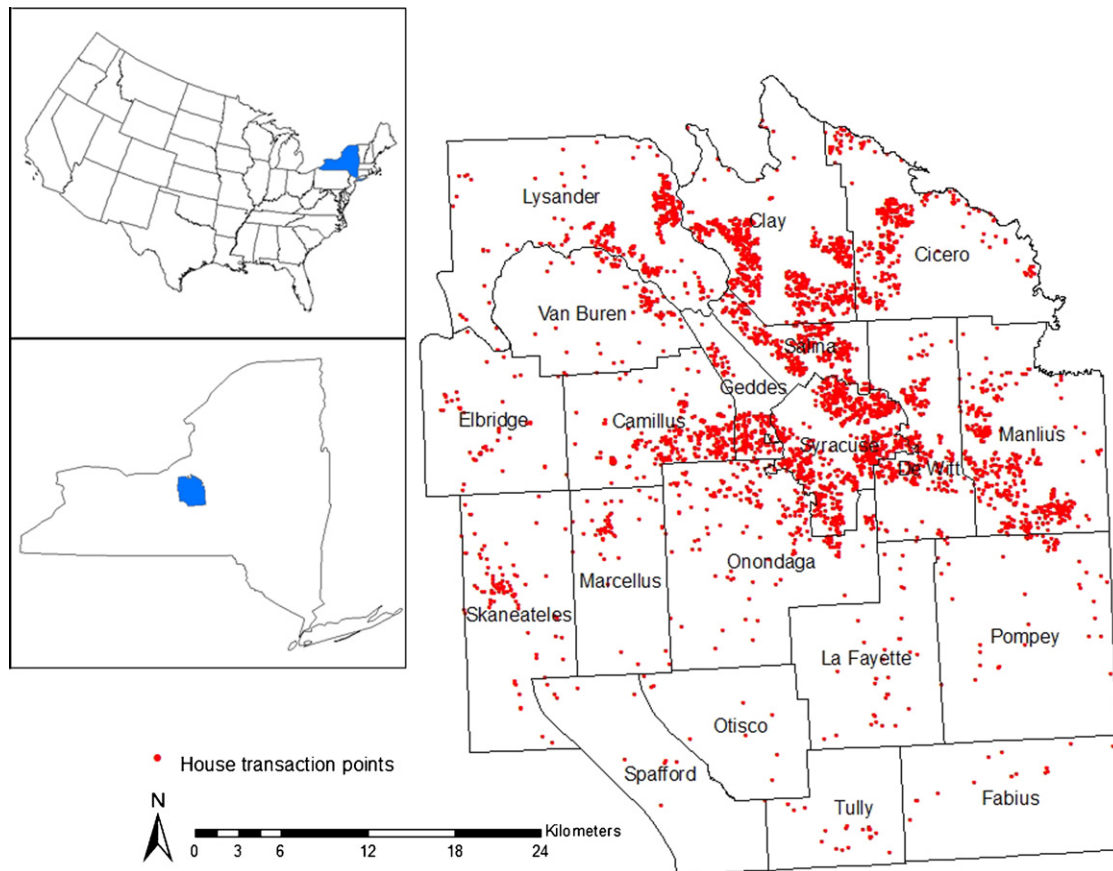 Lysander
Clay
Cicero
Van Buren
Salina
Geddes
Elbridge
Camillus
Syracuse
Manlius
De Witt
Onondaga
Marcellus
Skaneateles
La Fayette
Pompey
Otisco
House transaction points
Spafford
Tully
Fabius
N
Kilometers
0 3 6 12 18 24